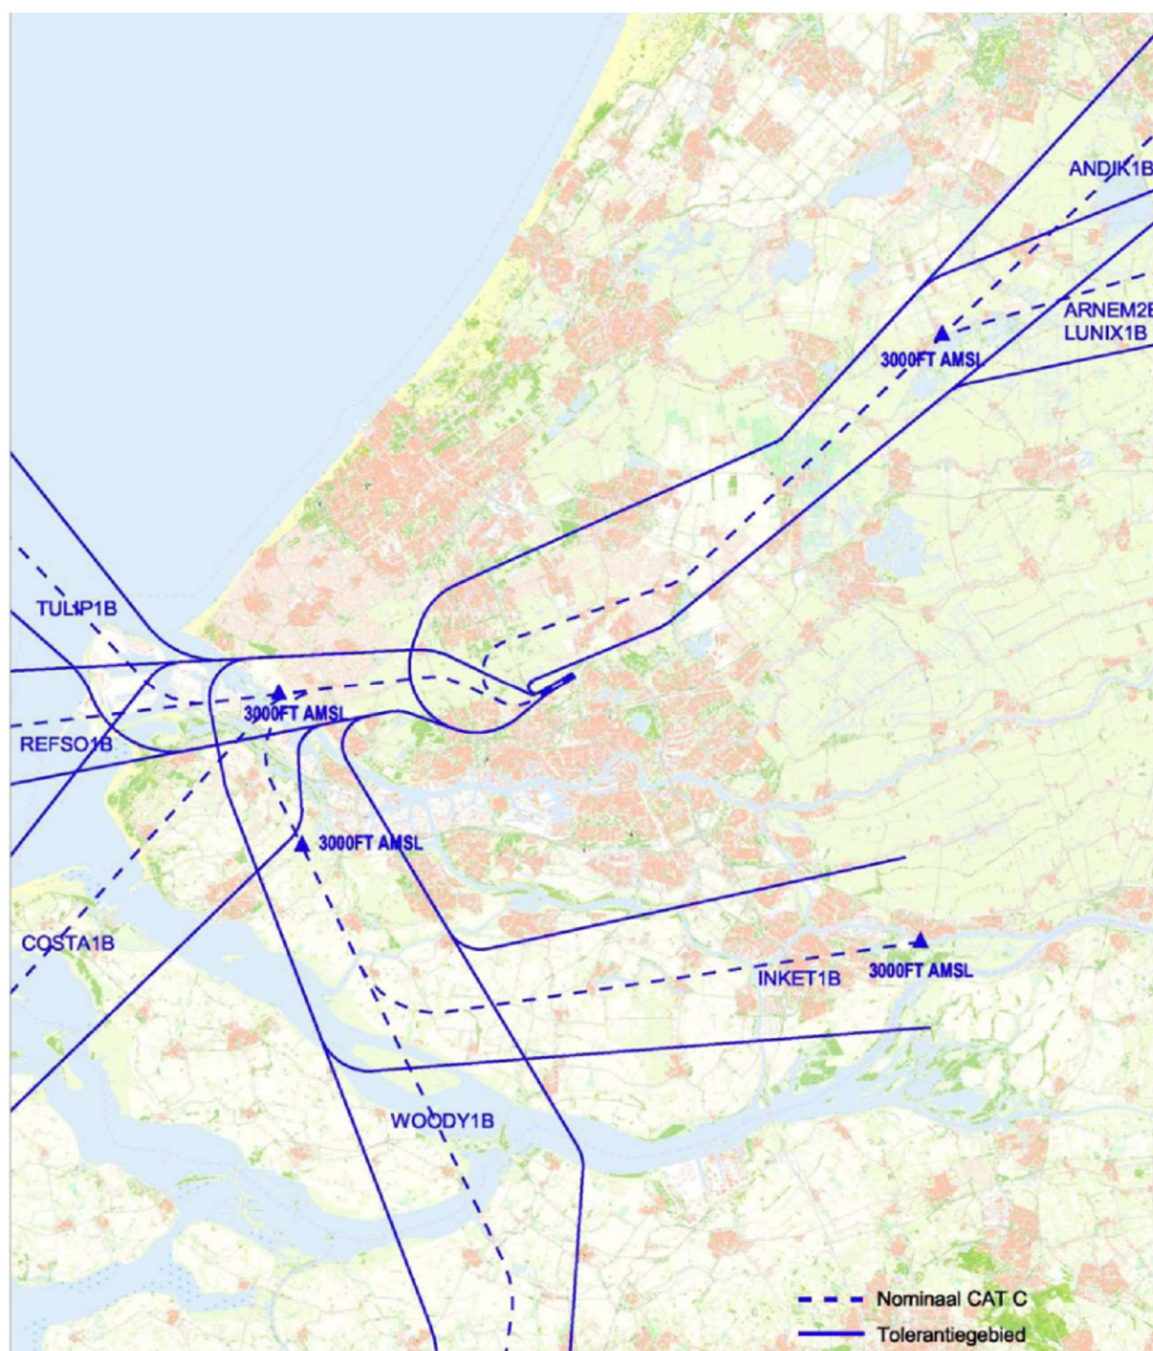 ANDIK1B
ARNEM2B
LUNIX1B
3000FT AMSL
TULIP1B
3000FT AMSL
REFSO1B
3000FT AMSL
COSTA1B
INKET1B
3000FT AMSL
WOODY1B
Nominaal CAT C
Tolerantiegebied